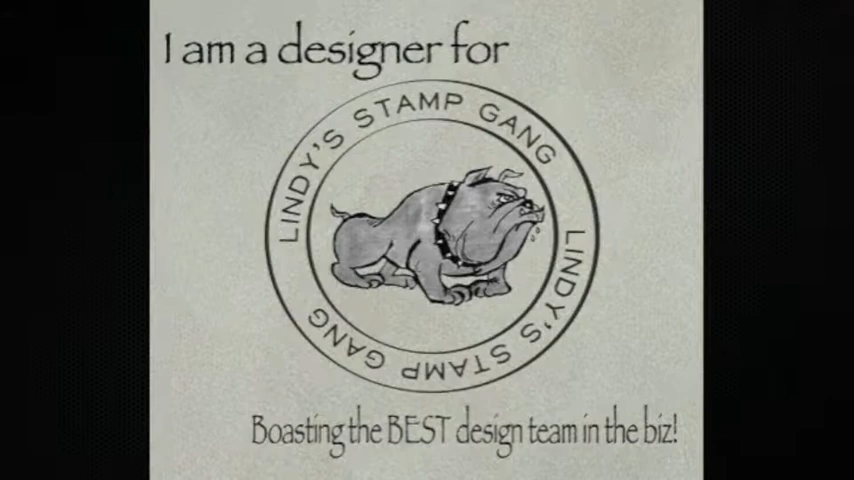 I am a designer for
LINDY'S STAMP GANG
LINDY'S STAMP GANG
Boasting the BEST design team in the biz!